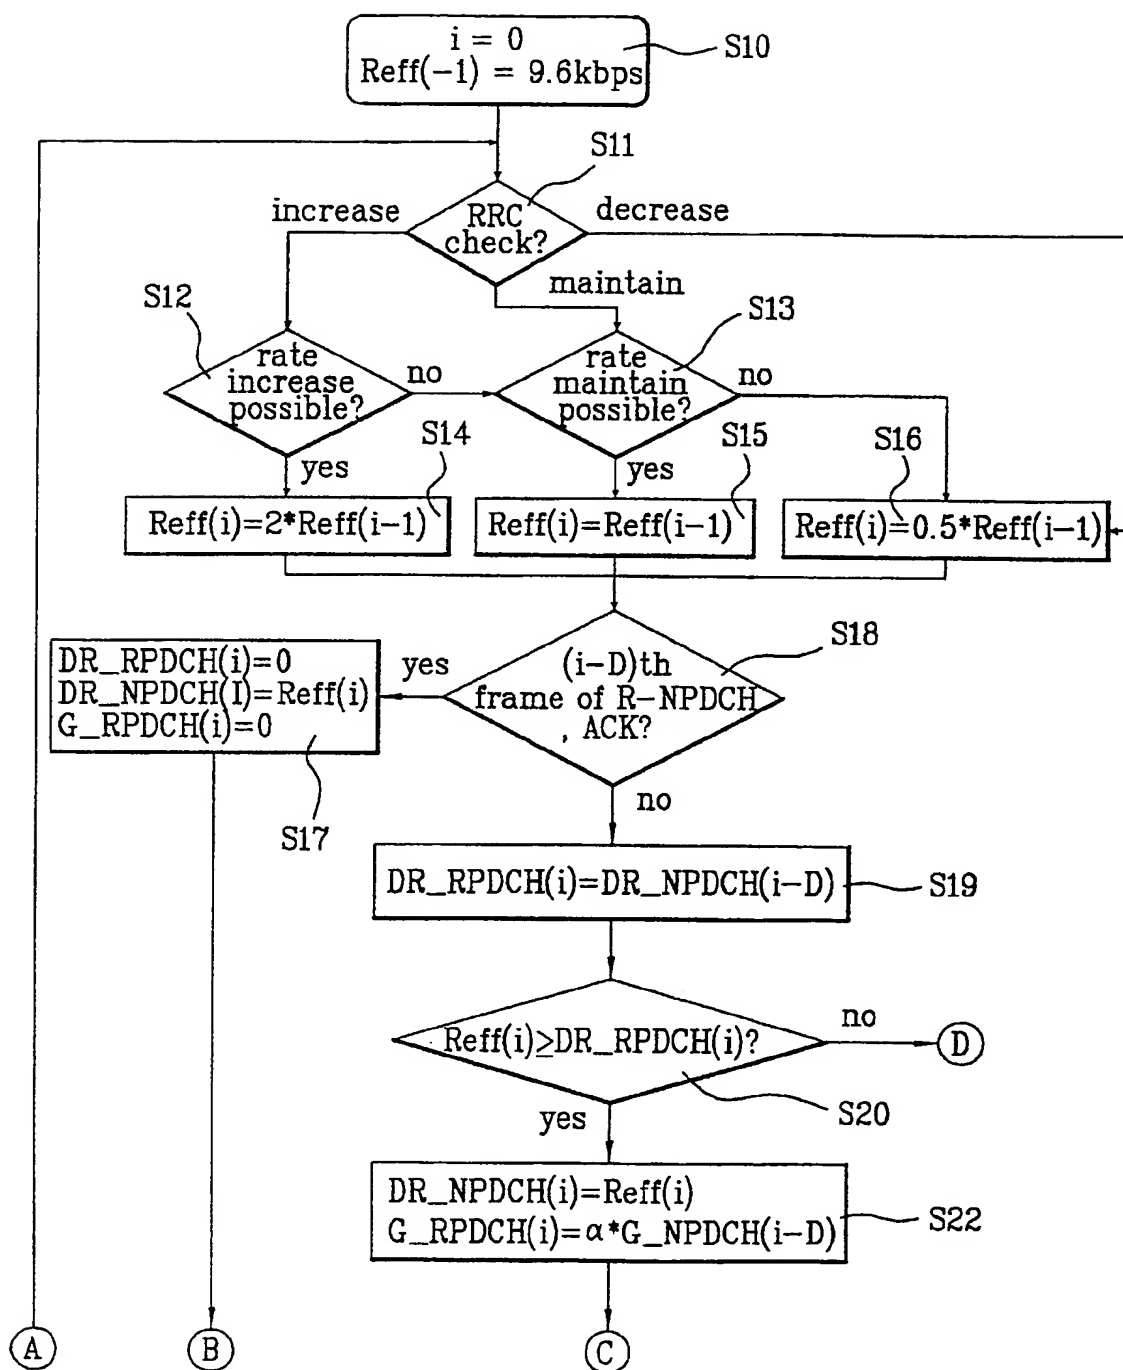 i = 0
Reff(-1) = 9.6kbps
S10
S11
increase
RRC
check?
decrease
maintain
S12
S13
rate
increase
possible?
no
rate
maintain
possible?
no
S14
S15
S16
yes
yes
Reff(i)=2*Reff(i-1)
Reff(i)=Reff(i-1)
Reff(i)=0.5*Reff(i-1)
S18
DR_RPDCH(i)=0
DR_NPDCH(I)=Reff(i)
G_RPDCH(i)=0
yes
(i-D)th
frame of R-NPDCH
, ACK?
S17
no
DR_RPDCH(i)=DR_NPDCH(i-D)
S19
Reff(i)≥DR_RPDCH(i)?
no
D
S20
yes
DR_NPDCH(i)=Reff(i)
G_RPDCH(i)=α*G_NPDCH(i-D)
S22
A
B
C